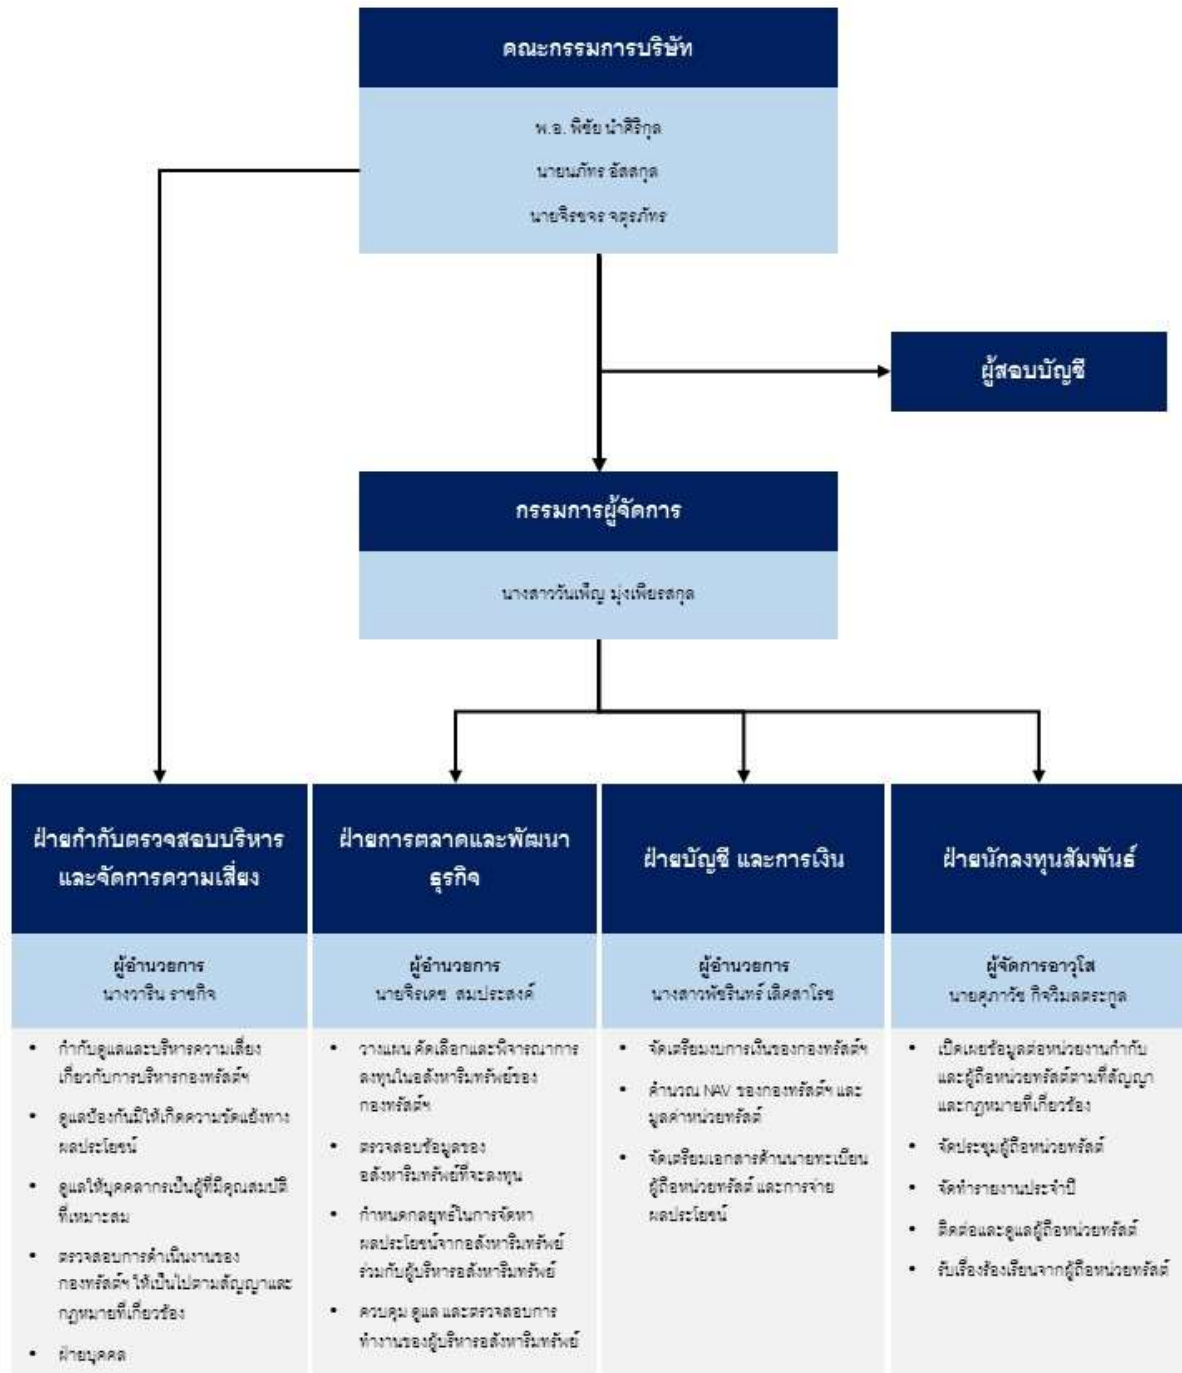 คณะกรรมการบริษัท
พ.อ. พิชัย นำศิริกุล
นายนภัทร อัสสกุล
นายจิรขจร จตุรภัทร
ผู้สอบบัญชี
กรรมการผู้จัดการ
นางสาววันเพ็ญ มุ่งเพียรสกุล
ฝ่ายกำกับตรวจสอบบริหาร
และจัดการความเสี่ยง
ผู้อำนวยการ
นางวาริน ราชกิจ
• กำกับดูแลและบริหารความเสี่ยง
เกี่ยวกับการบริหารกองทรัสต์ฯ
• ดูแลป้องกันมิให้เกิดความขัดแย้งทาง
ผลประโยชน์
• ดูแลให้บุคคลากรเป็นผู้ที่มีคุณสมบัติ
ที่เหมาะสม
• ตรวจสอบการดำเนินงานของ
กองทรัสต์ฯ ให้เป็นไปตามสัญญาและ
กฎหมายที่เกี่ยวข้อง
• ฝ่ายบุคคล
ฝ่ายการตลาดและพัฒนา
ธุรกิจ
ผู้อำนวยการ
นายจิรเดช สมประสงค์
• วางแผน คัดเลือกและพิจารณาการ
ลงทุนในอสังหาริมทรัพย์ของ
กองทรัสต์ฯ
• ตรวจสอบข้อมูลของ
อสังหาริมทรัพย์ที่จะลงทุน
• กำหนดกลยุทธ์ในการจัดหา
ผลประโยชน์จากอสังหาริมทรัพย์
ร่วมกับผู้บริหารอสังหาริมทรัพย์
• ควบคุม ดูแล และตรวจสอบการ
ทำงานของผู้บริหารอสังหาริมทรัพย์
ฝ่ายบัญชี และการเงิน
ผู้อำนวยการ
นางสาวพัชรินทร์ เลิศสาโรช
• จัดเตรียมงบการเงินของกองทรัสต์ฯ
• คำนวณ NAV ของกองทรัสต์ฯ และ
มูลค่าหน่วยทรัสต์
• จัดเตรียมเอกสารด้านนายทะเบียน
ผู้ถือหน่วยทรัสต์ และการจ่าย
ผลประโยชน์
ฝ่ายนักลงทุนสัมพันธ์
ผู้จัดการอาวุโส
นายศุภาวัช กิจวิมลตระกูล
• เปิดเผยข้อมูลต่อหน่วยงานกำกับ
และผู้ถือหน่วยทรัสต์ตามที่สัญญา
และกฎหมายที่เกี่ยวข้อง
• จัดประชุมผู้ถือหน่วยทรัสต์
• จัดทำรายงานประจำปี
• ติดต่อและดูแลผู้ถือหน่วยทรัสต์
• รับเรื่องร้องเรียนจากผู้ถือหน่วยทรัสต์